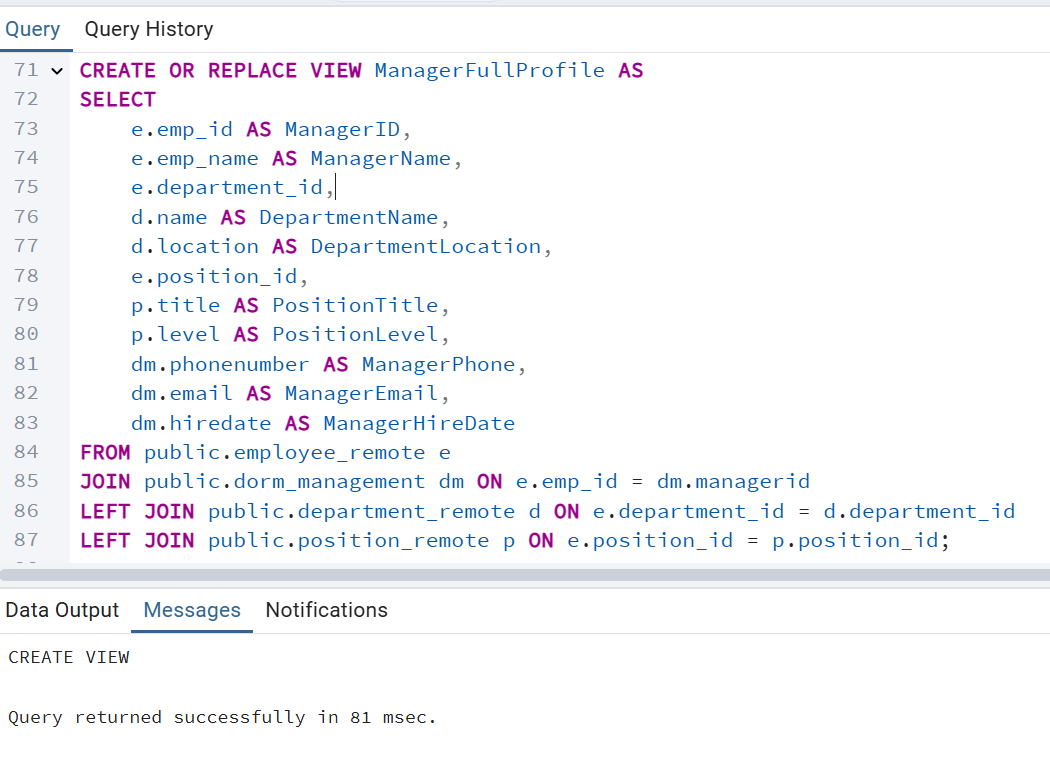 Query Query History
71 CREATE OR REPLACE VIEW ManagerFullProfile AS
72 SELECT
73 e.emp_id AS ManagerID,
74 e.emp_name AS ManagerName,
75 e.department_id,
76 d.name AS DepartmentName,
77 d.location AS DepartmentLocation,
78 e.position_id,
79 p.title AS PositionTitle,
80 p.level AS PositionLevel,
81 dm.phonenumber AS ManagerPhone,
82 dm.email AS ManagerEmail,
83 dm.hiredate AS ManagerHireDate
84 FROM public.employee_remote e
85 JOIN public.dorm_management dm ON e.emp_id = dm.managerid
86 LEFT JOIN public.department_remote d ON e.department_id = d.department_id
87 LEFT JOIN public.position_remote p ON e.position_id = p.position_id;
Data Output Messages Notifications
CREATE VIEW
Query returned successfully in 81 msec.